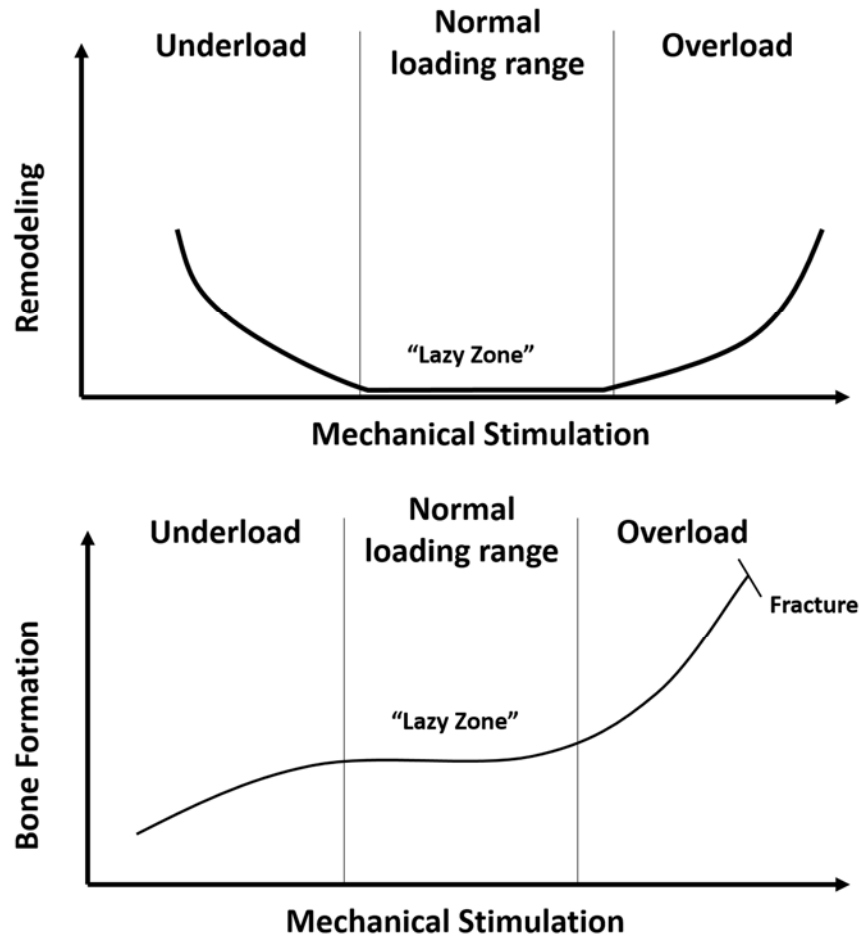 Underload
Normal
loading range
Overload
Remodeling
"Lazy Zone"
Mechanical Stimulation
Underload
Normal
loading range
Overload
Fracture
Bone Formation
"Lazy Zone"
Mechanical Stimulation